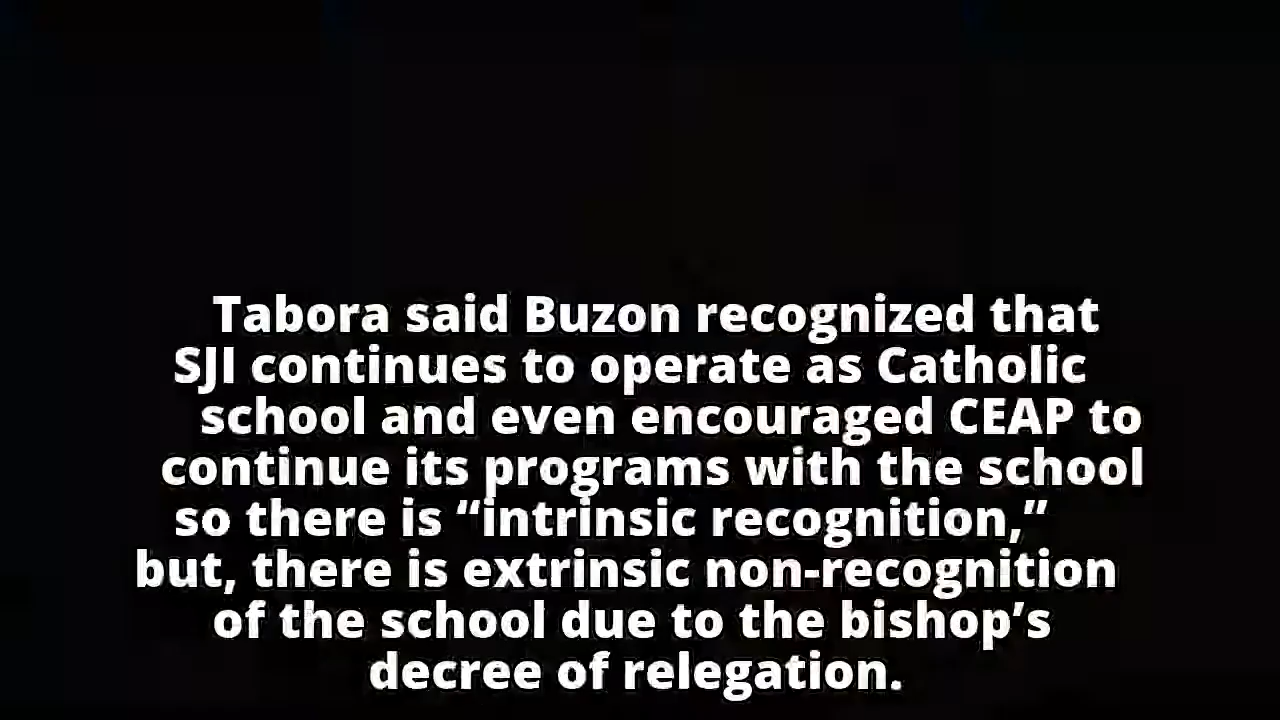 Tabora said Buzon recognized that
SJI continues to operate as Catholic
school and even encouraged CEAP to
continue its programs with the school
so there is “intrinsic recognition,”
but, there is extrinsic non-recognition
of the school due to the bishop’s
decree of relegation.